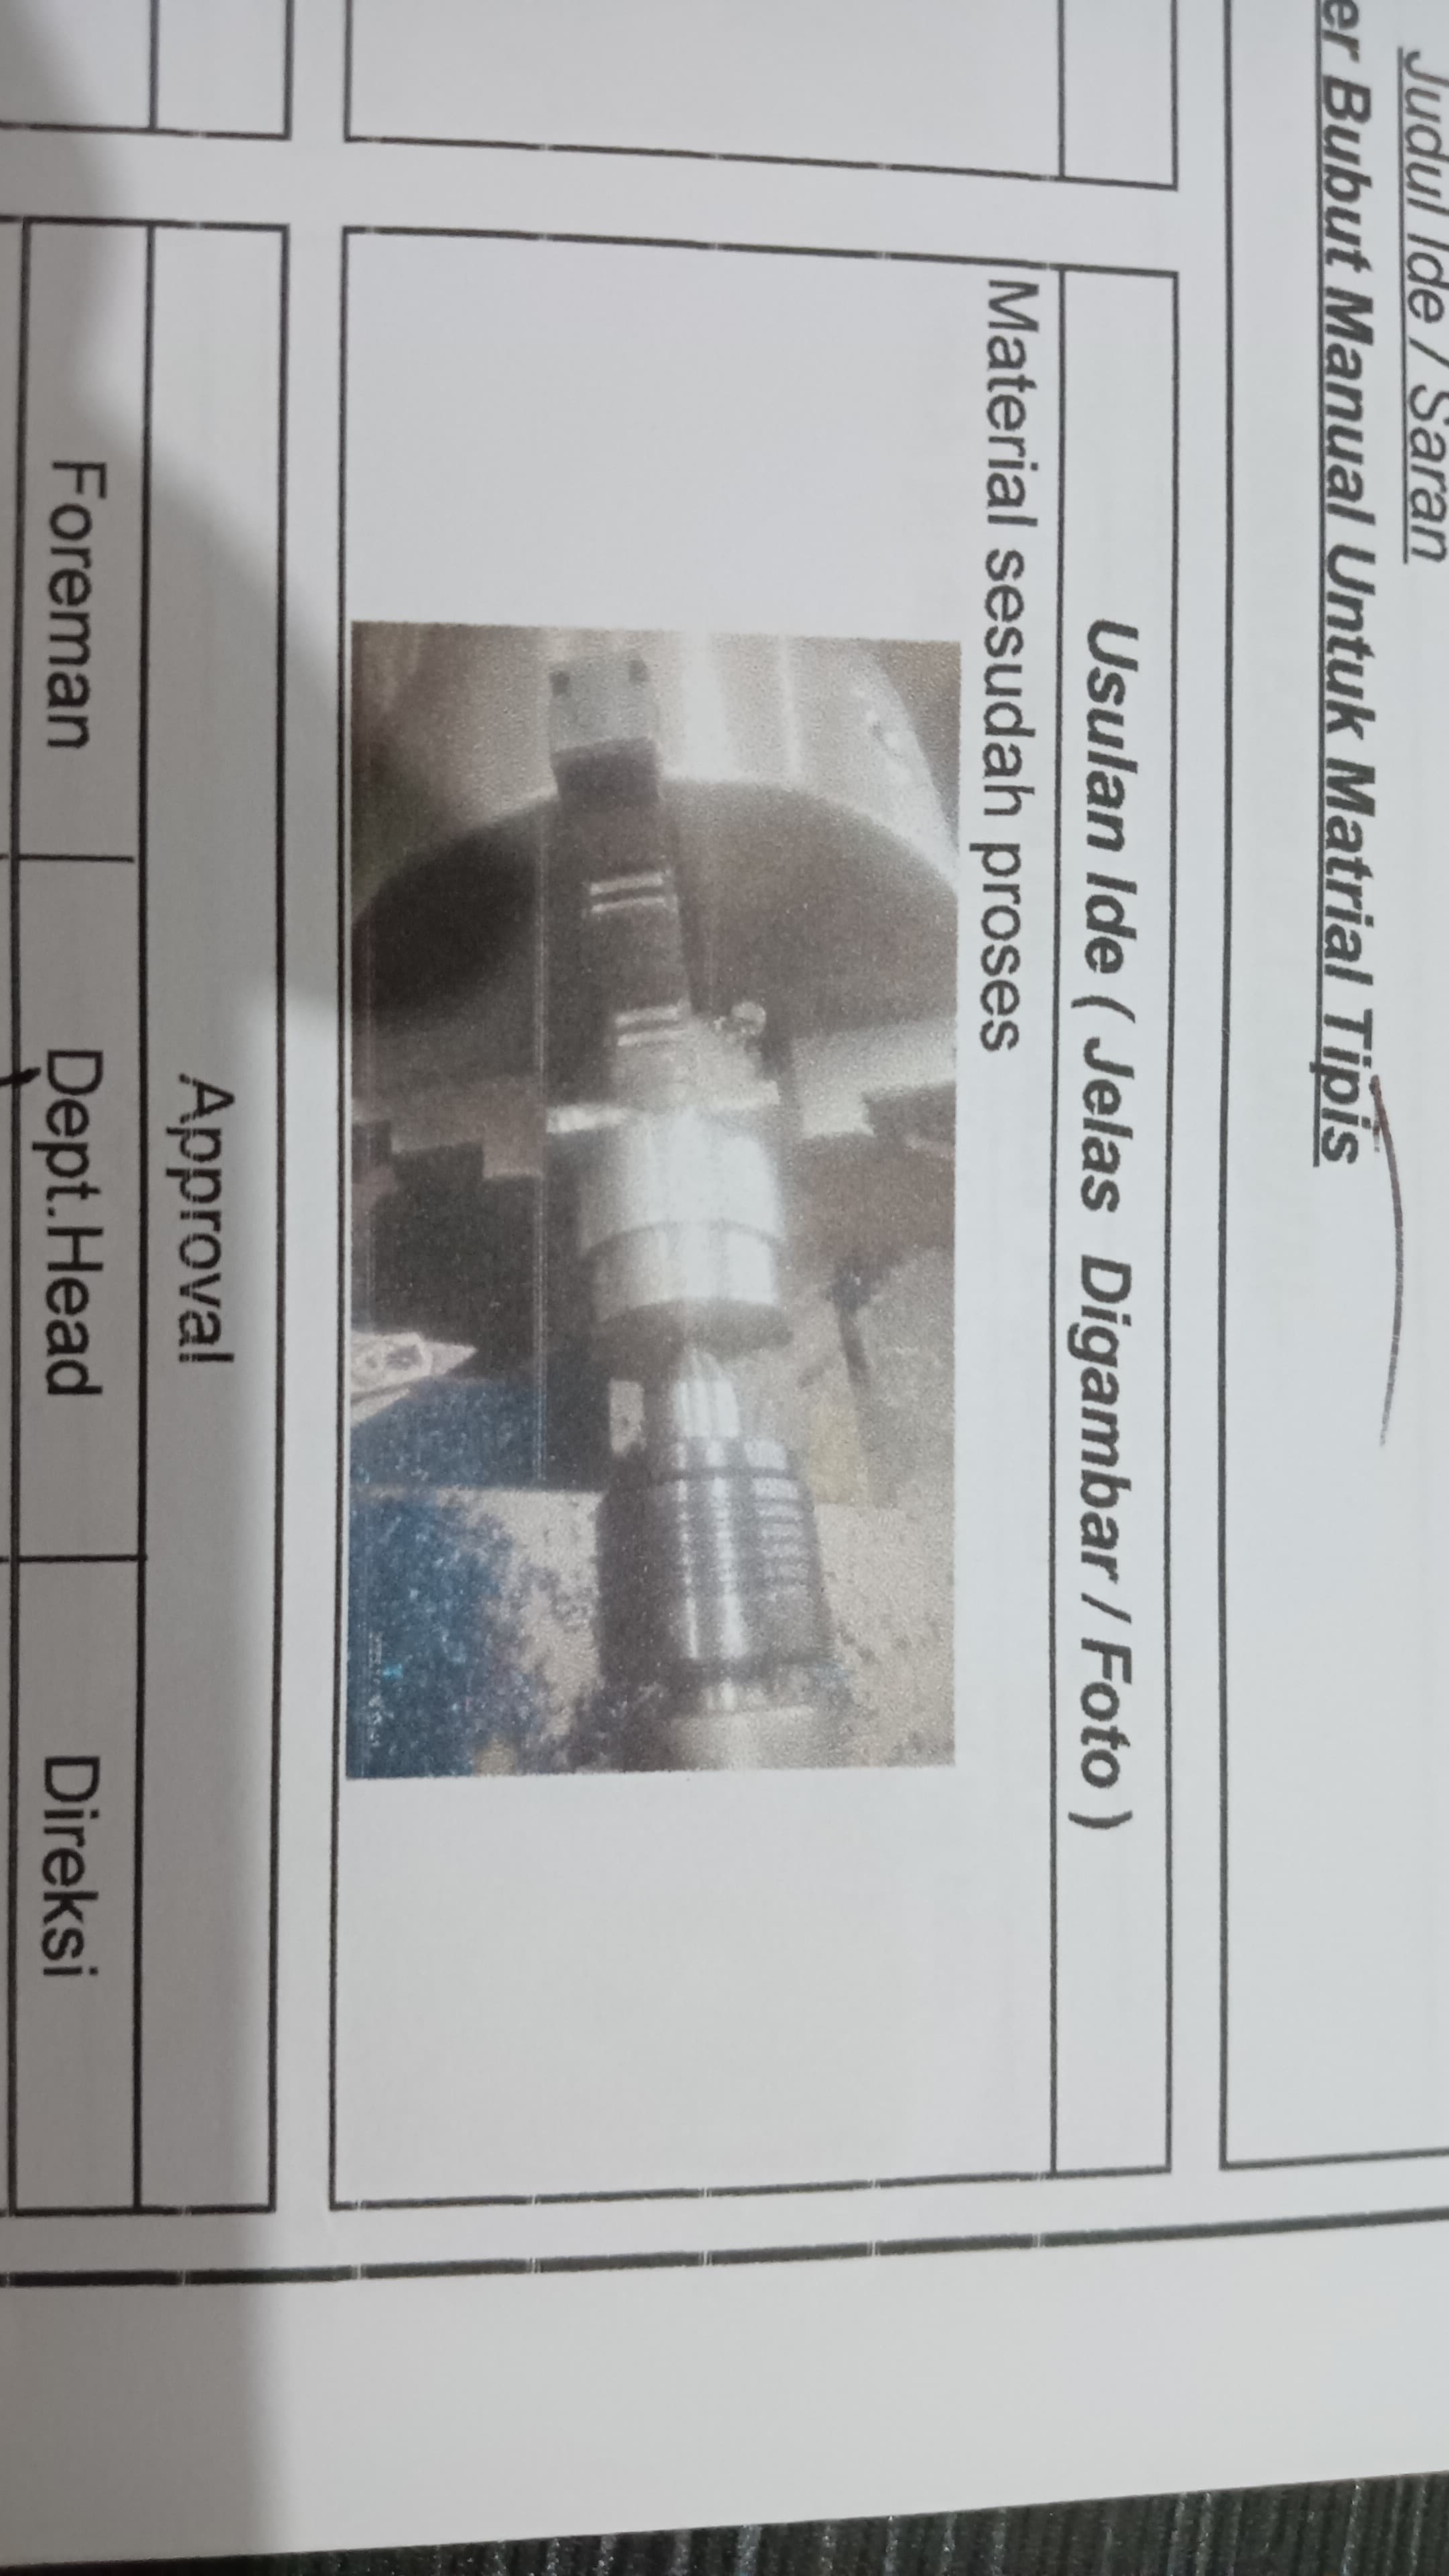 Judul Ide / Saran
er Bubut Manual Untuk Matrial Tipis
Usulan Ide ( Jelas Digambar / Foto )
Material sesudah proses
Approval
Foreman Dept.Head Direksi